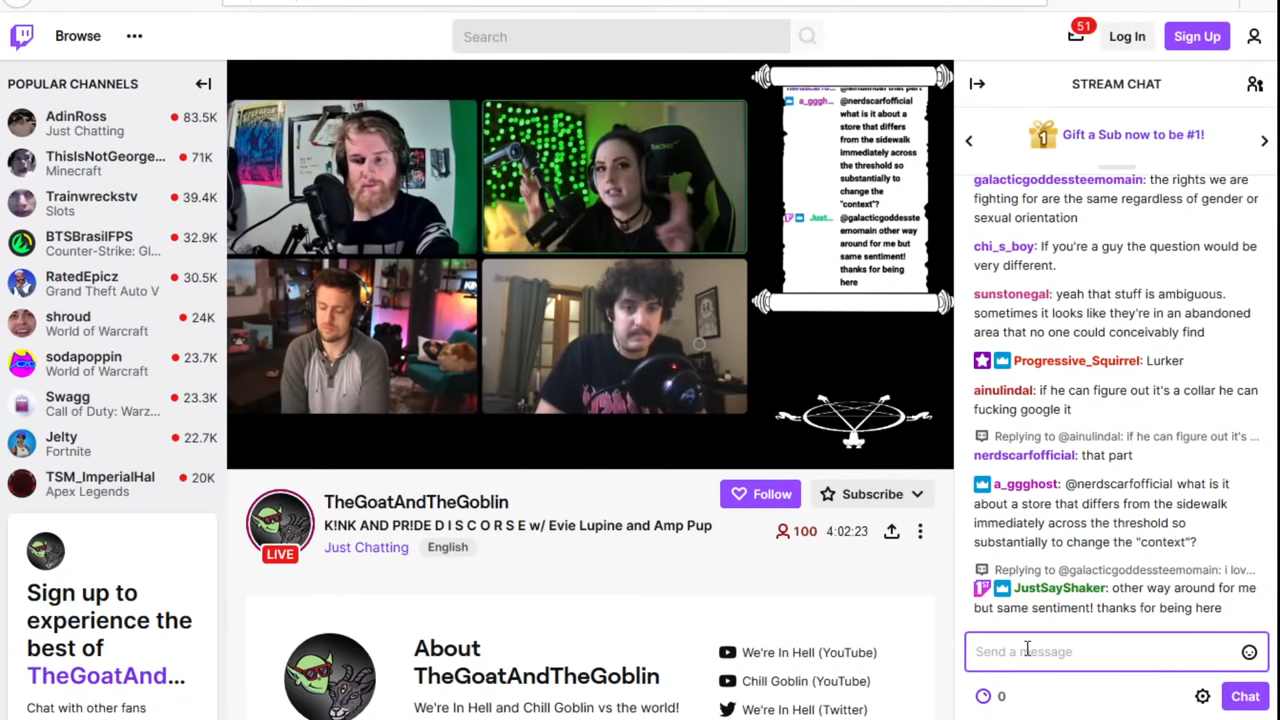 Browse
Search
51
Log In
Sign Up
POPULAR CHANNELS
AdinRoss
Just Chatting
83.5K
ThisIsNotGeorge...
Minecraft
71K
Trainwreckstv
Slots
39.4K
BTSBrasilFPS
Counter-Strike: Gl...
32.9K
RatedEpicz
Grand Theft Auto V
30.5K
shroud
World of Warcraft
24K
sodapoppin
World of Warcraft
23.7K
Swagg
Call of Duty: Warz...
23.3K
Jelty
Fortnite
22.7K
TSM_ImperialHal
Apex Legends
20K
Sign up to
experience the
best of
TheGoatAnd...
Chat with other fans
a_gggh...
@nerdscarfofficial
what is it about a
store that differs
from the sidewalk
immediately across
the threshold so
substantially to
change the
"context"?
Just...
@galacticgoddessste
emomain other way
around for me but
same sentiment!
thanks for being
here
LIVE
TheGoatAndTheGoblin
K!NK AND PR!DE D I S C O R S E w/ Evie Lupine and Amp Pup
Just Chatting
English
Follow
Subscribe
100
4:02:23
About
TheGoatAndTheGoblin
We're In Hell and Chill Goblin vs the world!
We're In Hell (YouTube)
Chill Goblin (YouTube)
We're In Hell (Twitter)
STREAM CHAT
1
Gift a Sub now to be #1!
galacticgoddessteemomain: the rights we are
fighting for are the same regardless of gender or
sexual orientation
chi_s_boy: If you're a guy the question would be
very different.
sunstonegal: yeah that stuff is ambiguous.
sometimes it looks like they're in an abandoned
area that no one could conceivably find
Progressive_Squirrel: Lurker
ainulindal: if he can figure out it's a collar he can
fucking google it
Replying to @ainulindal: if he can figure out it's ...
nerdscarfofficial: that part
a_ggghost: @nerdscarfofficial what is it
about a store that differs from the sidewalk
immediately across the threshold so
substantially to change the "context"?
Replying to @galacticgoddessteemomain: i lov...
1ST JustSayShaker: other way around for me
but same sentiment! thanks for being here
Send a message
0
Chat